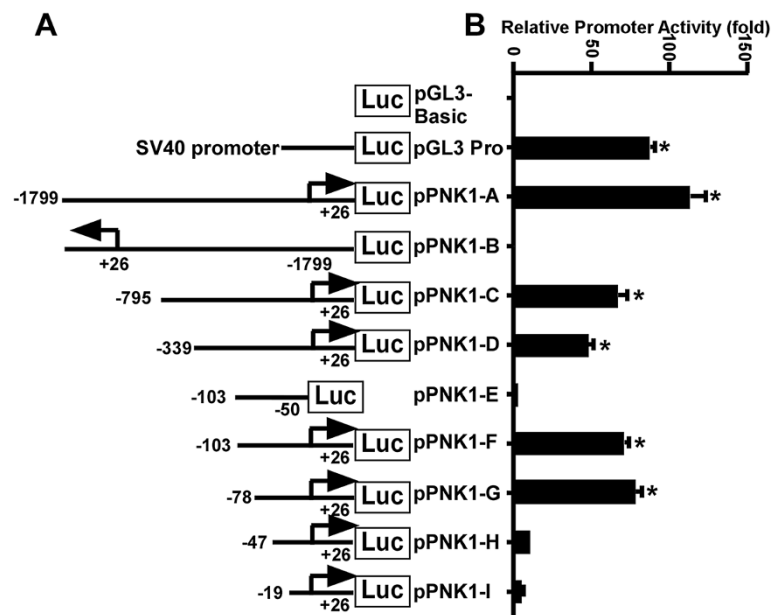 A
B
Relative Promoter Activity (fold)
0
50
100
150
Luc
pGL3-
Basic
SV40 promoter
Luc
pGL3 Pro
*
-1799
+26
Luc
pPNK1-A
*
+26
-1799
Luc
pPNK1-B
-795
+26
Luc
pPNK1-C
*
-339
+26
Luc
pPNK1-D
*
-103
-50
Luc
pPNK1-E
-103
+26
Luc
pPNK1-F
*
-78
+26
Luc
pPNK1-G
*
-47
+26
Luc
pPNK1-H
-19
+26
Luc
pPNK1-I